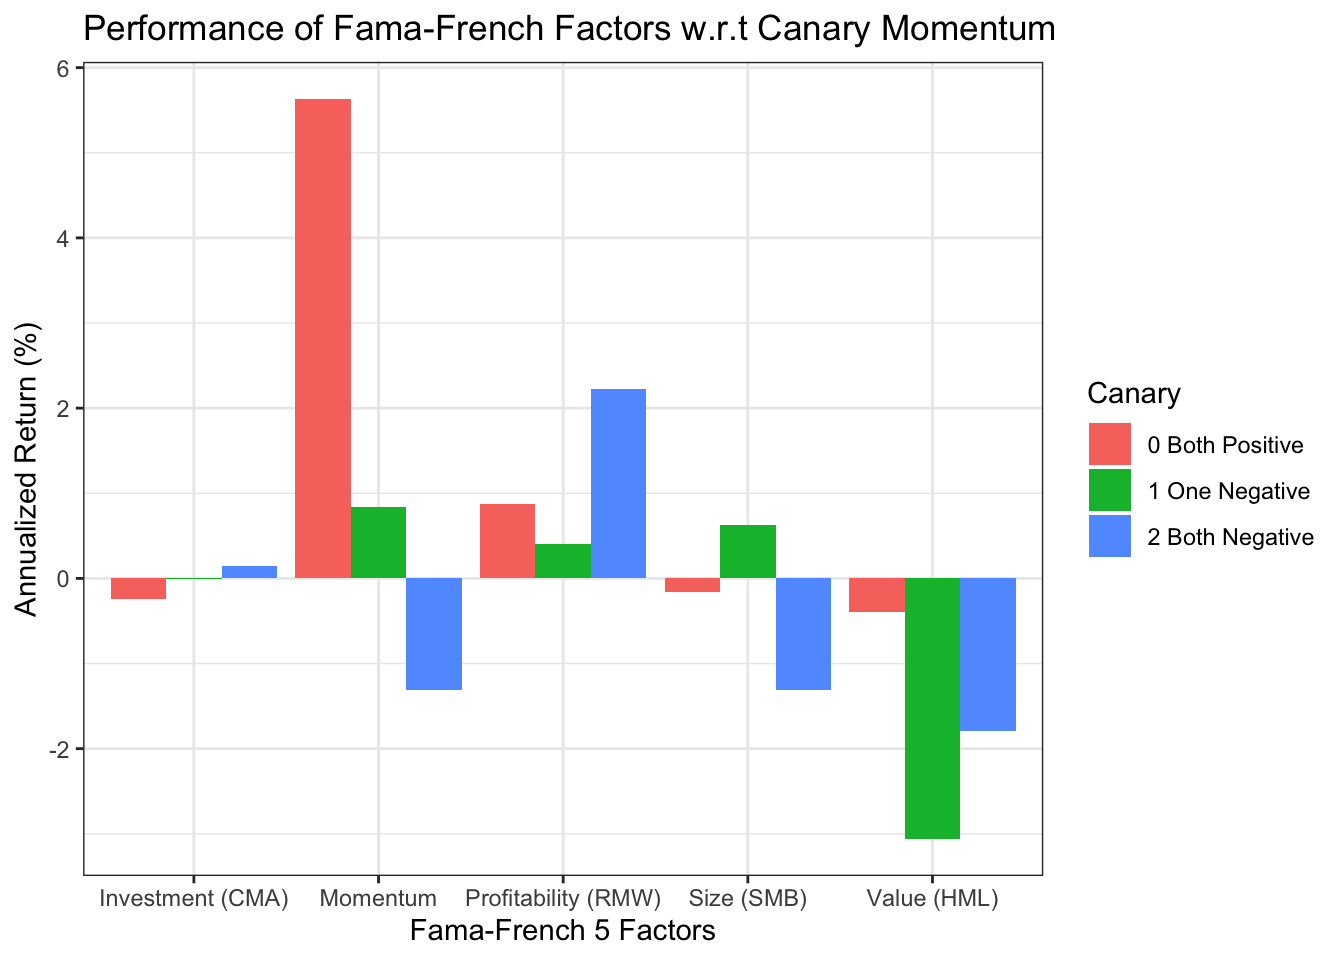 Performance of Fama-French Factors w.r.t Canary Momentum
Annualized Return (%)
6
4
2
0
-2
Investment (CMA)
Momentum
Profitability (RMW)
Size (SMB)
Value (HML)
Fama-French 5 Factors
Canary
0 Both Positive
1 One Negative
2 Both Negative